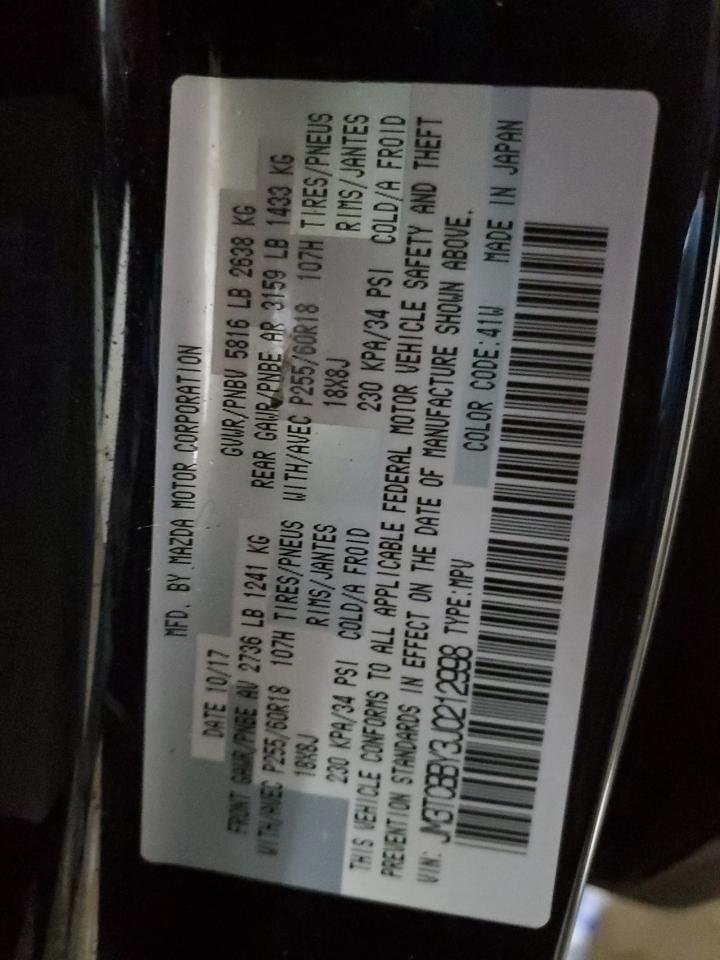 MFD. BY MAZDA MOTOR CORPORATION
DATE 10/17 GVWR/PNBV 5816 LB 2638 KG
FRONT GAWR/PNBE AV 2736 LB 1241 KG REAR GAWR/PNBE AR 3159 LB 1433 KG
WITH/AVEC P255/60R18 107H TIRES/PNEUS WITH/AVEC P255/60R18 107H TIRES/PNEUS
18X8J RIMS/JANTES 18X8J RIMS/JANTES
230 KPA/34 PSI COLD/A FROID 230 KPA/34 PSI COLD/A FROID
THIS VEHICLE CONFORMS TO ALL APPLICABLE FEDERAL MOTOR VEHICLE SAFETY AND THEFT
PREVENTION STANDARDS IN EFFECT ON THE DATE OF MANUFACTURE SHOWN ABOVE.
VIN: JM3TCBBY3J0212998 TYPE:MPV COLOR CODE:41W MADE IN JAPAN